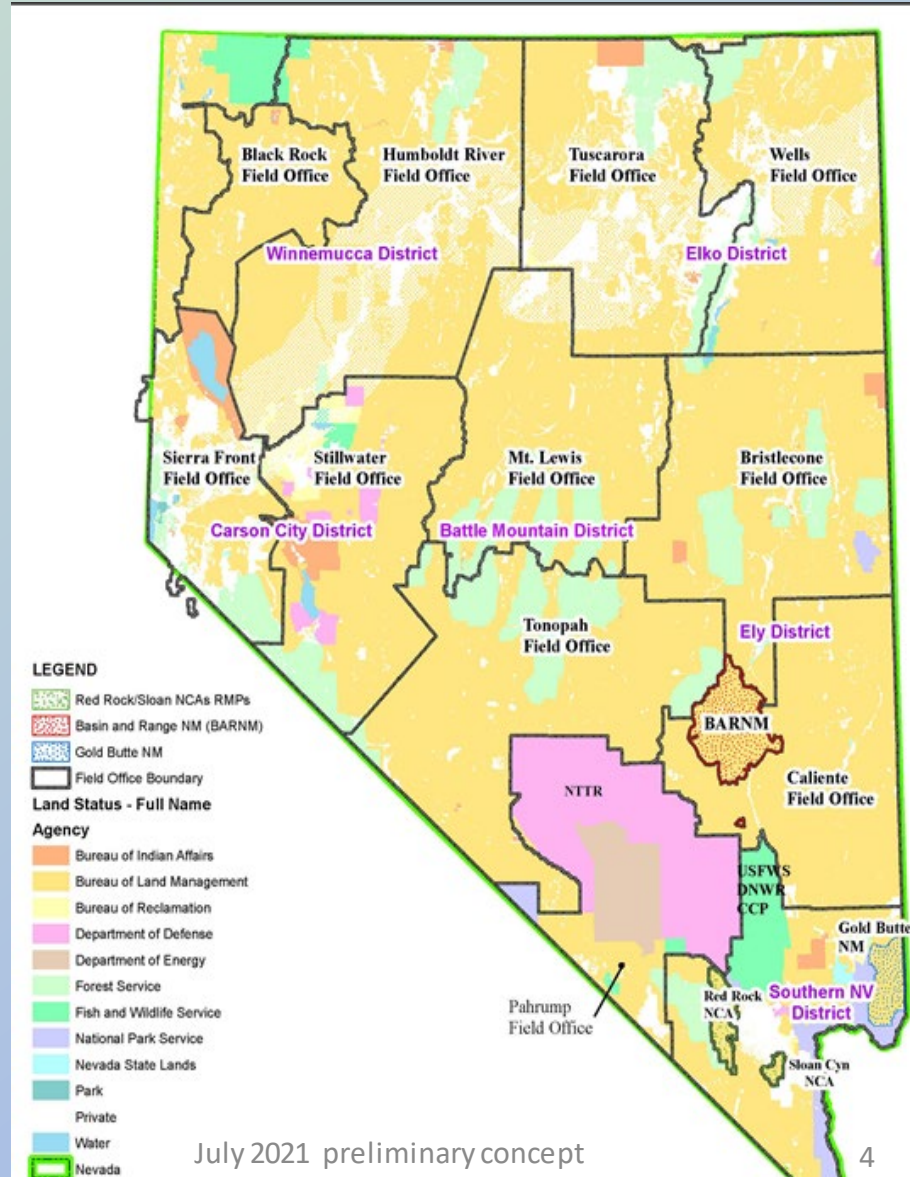 Black Rock
Field Office
Humboldt River
Field Office
Tuscarora
Field Office
Wells
Field Office
Winnemucca District
Elko District
Sierra Front
Field Office
Stillwater
Field Office
Mt. Lewis
Field Office
Bristlecone
Field Office
Carson City District
Battle Mountain District
Tonopah
Field Office
Ely District
BARNM
Caliente
Field Office
NTTR
USFWS
DNWR
CCP
Gold Butte
NM
Pahrump
Field Office
Red Rock
NCA
Southern NV
District
Sloan Cyn
NCA
LEGEND
Red Rock/Sloan NCAs RMPs
Basin and Range NM (BARNM)
Gold Butte NM
Field Office Boundary
Land Status - Full Name
Agency
Bureau of Indian Affairs
Bureau of Land Management
Bureau of Reclamation
Department of Defense
Department of Energy
Forest Service
Fish and Wildlife Service
National Park Service
Nevada State Lands
Park
Private
Water
Nevada
July 2021 preliminary concept
4